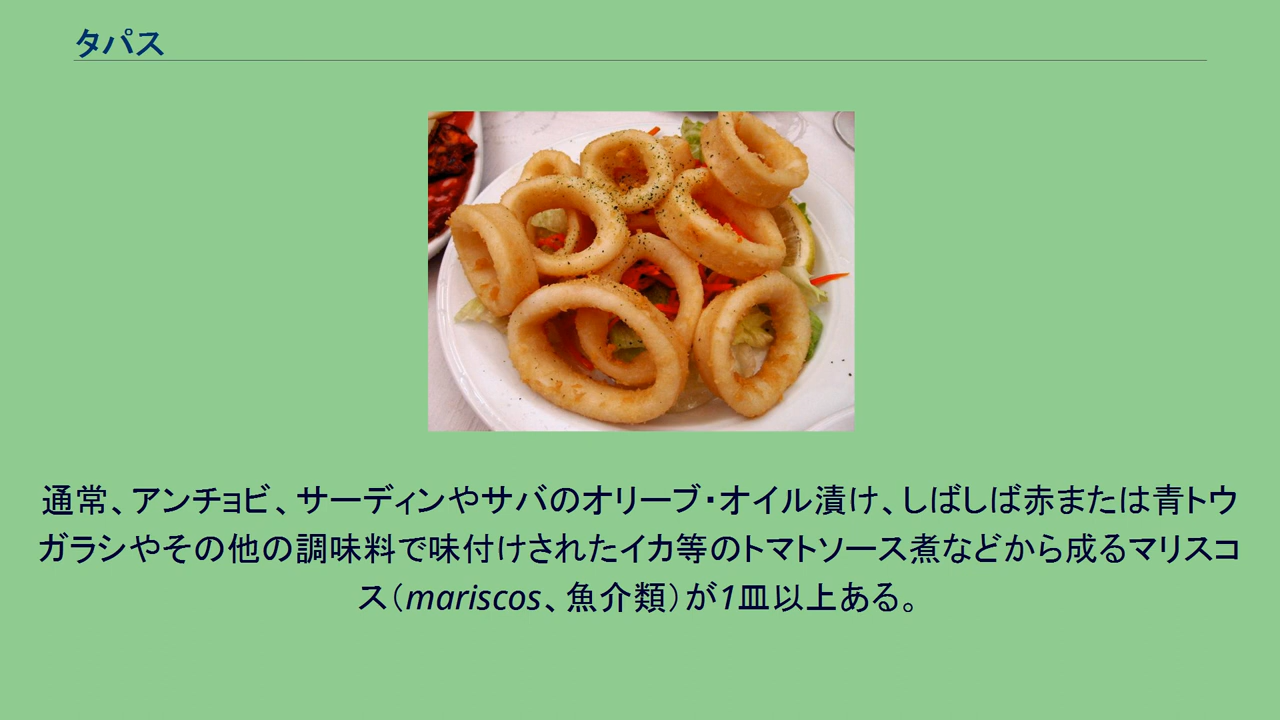 タパス
通常、アンチョビ、サーディンやサバのオリーブ・オイル漬け、しばしば赤または青トウ
ガラシやその他の調味料で味付けされたイカ等のトマトソース煮などから成るマリスコ
ス（mariscos、魚介類）が1皿以上ある。